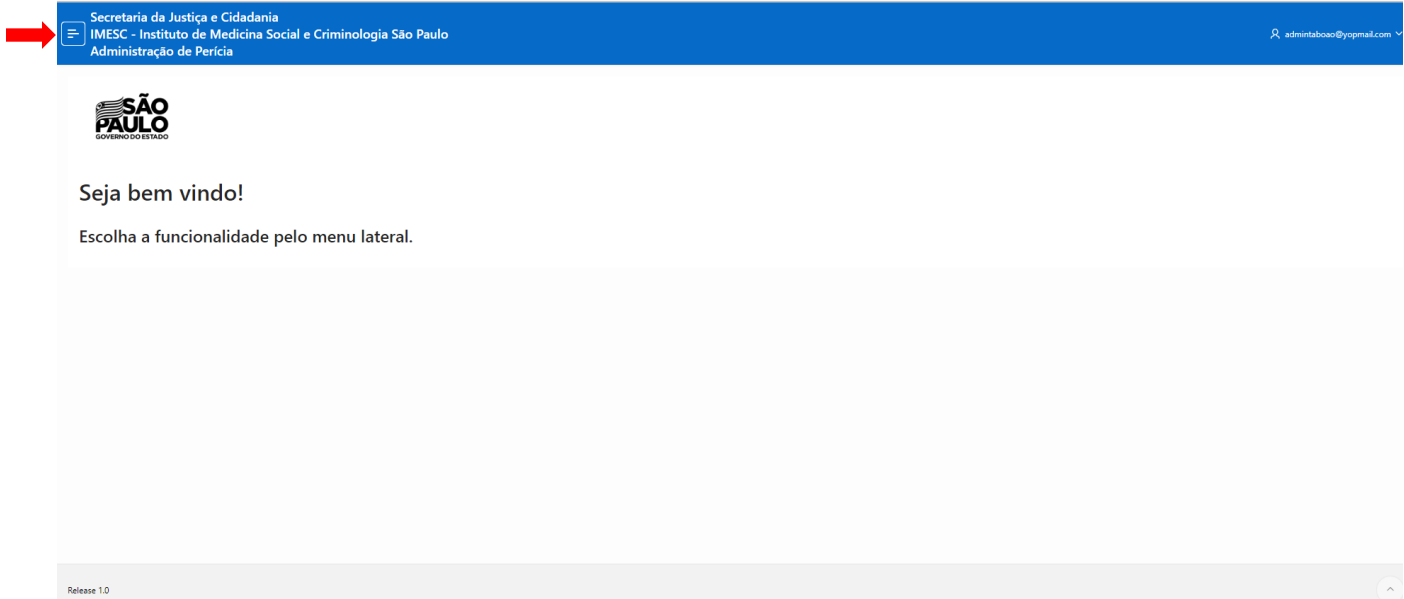 Secretaria da Justiça e Cidadania
IMESC - Instituto de Medicina Social e Criminologia São Paulo
Administração de Perícia
admintaboao@yopmail.com
SÃO
PAULO
GOVERNO DO ESTADO
Seja bem vindo!
Escolha a funcionalidade pelo menu lateral.
Release 1.0